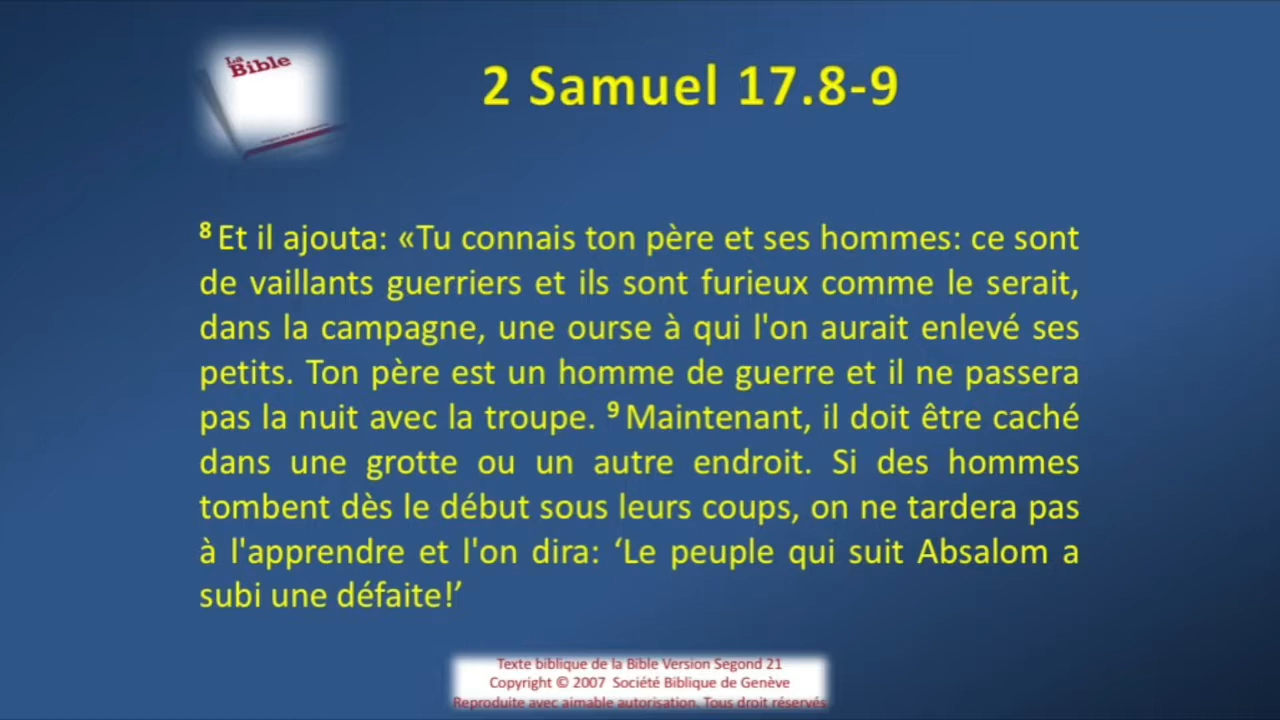 La
Bible
2 Samuel 17.8-9
8 Et il ajouta: «Tu connais ton père et ses hommes: ce sont
de vaillants guerriers et ils sont furieux comme le serait,
dans la campagne, une ourse à qui l'on aurait enlevé ses
petits. Ton père est un homme de guerre et il ne passera
pas la nuit avec la troupe. 9 Maintenant, il doit être caché
dans une grotte ou un autre endroit. Si des hommes
tombent dès le début sous leurs coups, on ne tardera pas
à l'apprendre et l'on dira: ‘Le peuple qui suit Absalom a
subi une défaite!’
Texte biblique de la Bible Version Segond 21
Copyright © 2007 Société Biblique de Genève
Reproduite avec aimable autorisation. Tous droit réservés